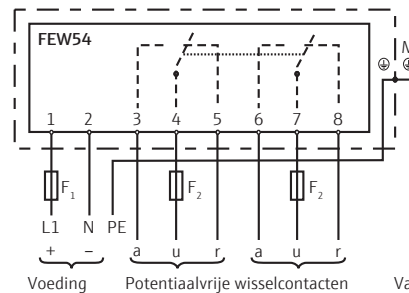 FEW54
1 2 3 4 5 6 7 8
F1 F2 F2
L1 N PE
+ – a u r a u r
Voeding Potentiaalvrije wisselcontacten